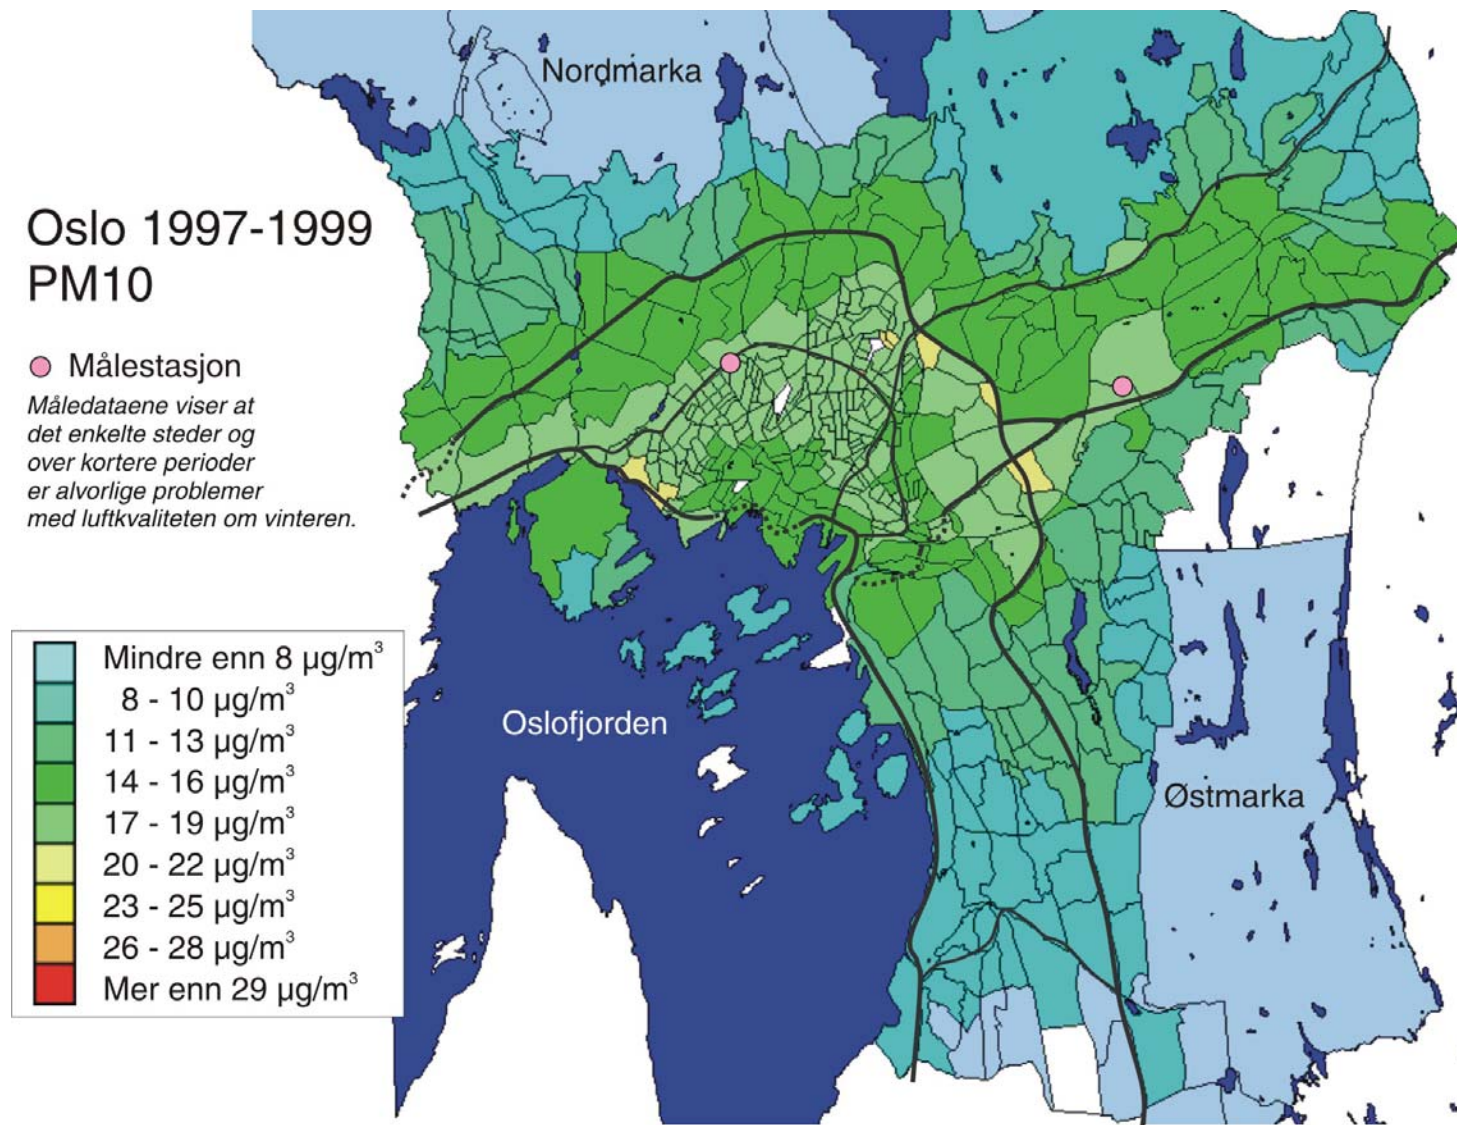 Nordmarka
Oslo 1997-1999
PM10
Målestasjon
Måledataene viser at
det enkelte steder og
over kortere perioder
er alvorlige problemer
med luftkvaliteten om vinteren.
Mindre enn 8 µg/m³
8 - 10 µg/m³
11 - 13 µg/m³
14 - 16 µg/m³
17 - 19 µg/m³
20 - 22 µg/m³
23 - 25 µg/m³
26 - 28 µg/m³
Mer enn 29 µg/m³
Oslofjorden
Østmarka